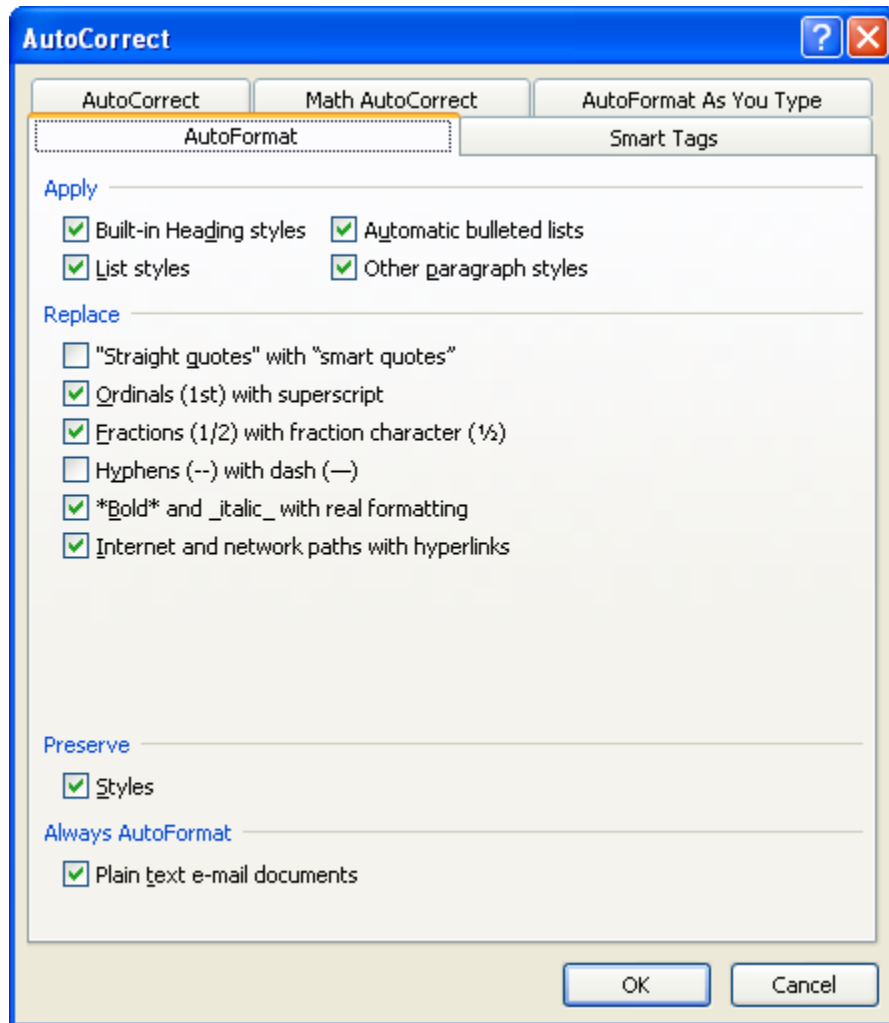 AutoCorrect
AutoCorrect Math AutoCorrect AutoFormat As You Type
AutoFormat Smart Tags
Apply
Built-in Heading styles Automatic bulleted lists
List styles Other paragraph styles
Replace
"Straight quotes" with “smart quotes”
Ordinals (1st) with superscript
Fractions (1/2) with fraction character (½)
Hyphens (--) with dash (—)
*Bold* and _italic_ with real formatting
Internet and network paths with hyperlinks
Preserve
Styles
Always AutoFormat
Plain text e-mail documents
OK Cancel